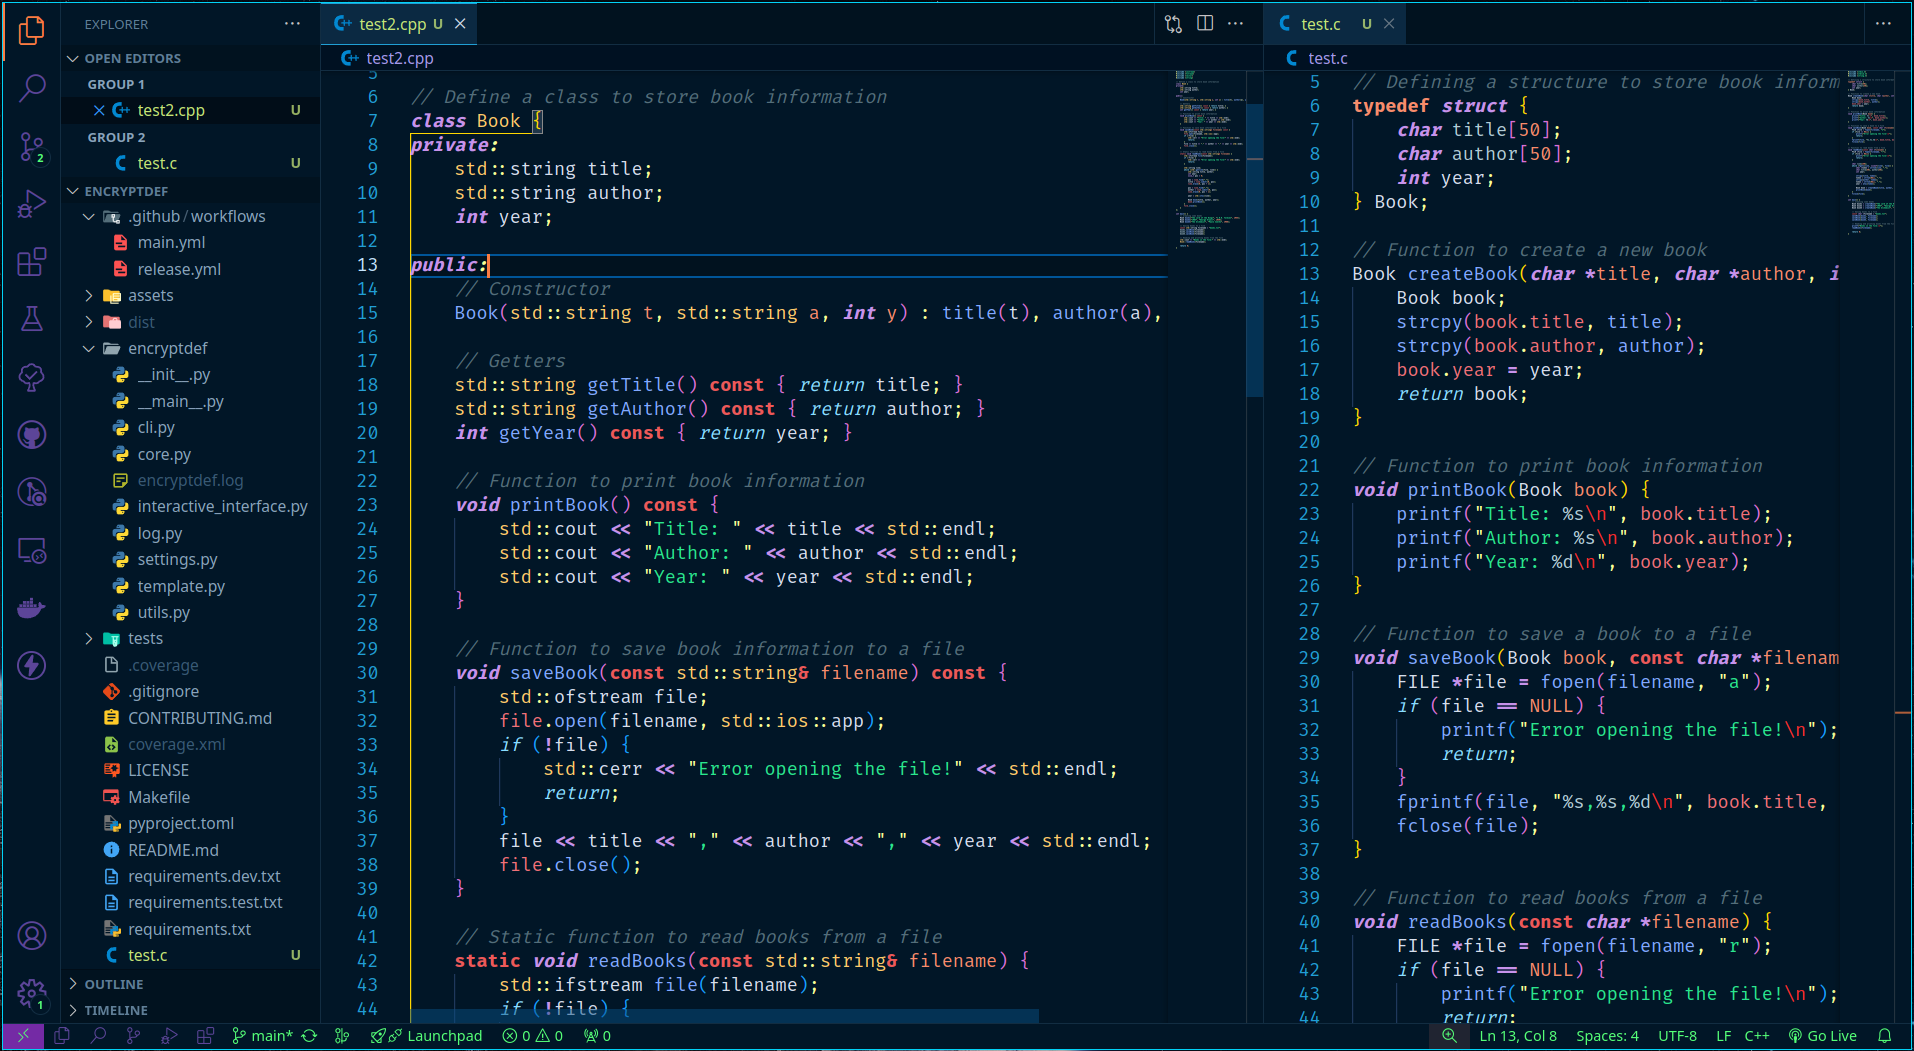 EXPLORER
OPEN EDITORS
GROUP 1
test2.cpp U
GROUP 2
test.c U
ENCRYPTDEF
.github/workflows
main.yml
release.yml
assets
dist
encryptdef
__init__.py
__main__.py
cli.py
core.py
encryptdef.log
interactive_interface.py
log.py
settings.py
template.py
utils.py
tests
.coverage
.gitignore
CONTRIBUTING.md
coverage.xml
LICENSE
Makefile
pyproject.toml
README.md
requirements.dev.txt
requirements.test.txt
requirements.txt
test.c U
OUTLINE
TIMELINE
2
1
test2.cpp U
test2.cpp
5
6 // Define a class to store book information
7 class Book {
8 private:
9 std::string title;
10 std::string author;
11 int year;
12
13 public:
14 // Constructor
15 Book(std::string t, std::string a, int y) : title(t), author(a),
16
17 // Getters
18 std::string getTitle() const { return title; }
19 std::string getAuthor() const { return author; }
20 int getYear() const { return year; }
21
22 // Function to print book information
23 void printBook() const {
24 std::cout << "Title: " << title << std::endl;
25 std::cout << "Author: " << author << std::endl;
26 std::cout << "Year: " << year << std::endl;
27 }
28
29 // Function to save book information to a file
30 void saveBook(const std::string& filename) const {
31 std::ofstream file;
32 file.open(filename, std::ios::app);
33 if (!file) {
34 std::cerr << "Error opening the file!" << std::endl;
35 return;
36 }
37 file << title << "," << author << "," << year << std::endl;
38 file.close();
39 }
40
41 // Static function to read books from a file
42 static void readBooks(const std::string& filename) {
43 std::ifstream file(filename);
44 if (!file) {
test.c U
test.c
5 // Defining a structure to store book inform
6 typedef struct {
7 char title[50];
8 char author[50];
9 int year;
10 } Book;
11
12 // Function to create a new book
13 Book createBook(char *title, char *author, i
14 Book book;
15 strcpy(book.title, title);
16 strcpy(book.author, author);
17 book.year = year;
18 return book;
19 }
20
21 // Function to print book information
22 void printBook(Book book) {
23 printf("Title: %s\n", book.title);
24 printf("Author: %s\n", book.author);
25 printf("Year: %d\n", book.year);
26 }
27
28 // Function to save a book to a file
29 void saveBook(Book book, const char *filenam
30 FILE *file = fopen(filename, "a");
31 if (file == NULL) {
32 printf("Error opening the file!\n");
33 return;
34 }
35 fprintf(file, "%s,%s,%d\n", book.title,
36 fclose(file);
37 }
38
39 // Function to read books from a file
40 void readBooks(const char *filename) {
41 FILE *file = fopen(filename, "r");
42 if (file == NULL) {
43 printf("Error opening the file!\n");
44 return;
main* Launchpad 0 0 0 Ln 13, Col 8 Spaces: 4 UTF-8 LF C++ Go Live